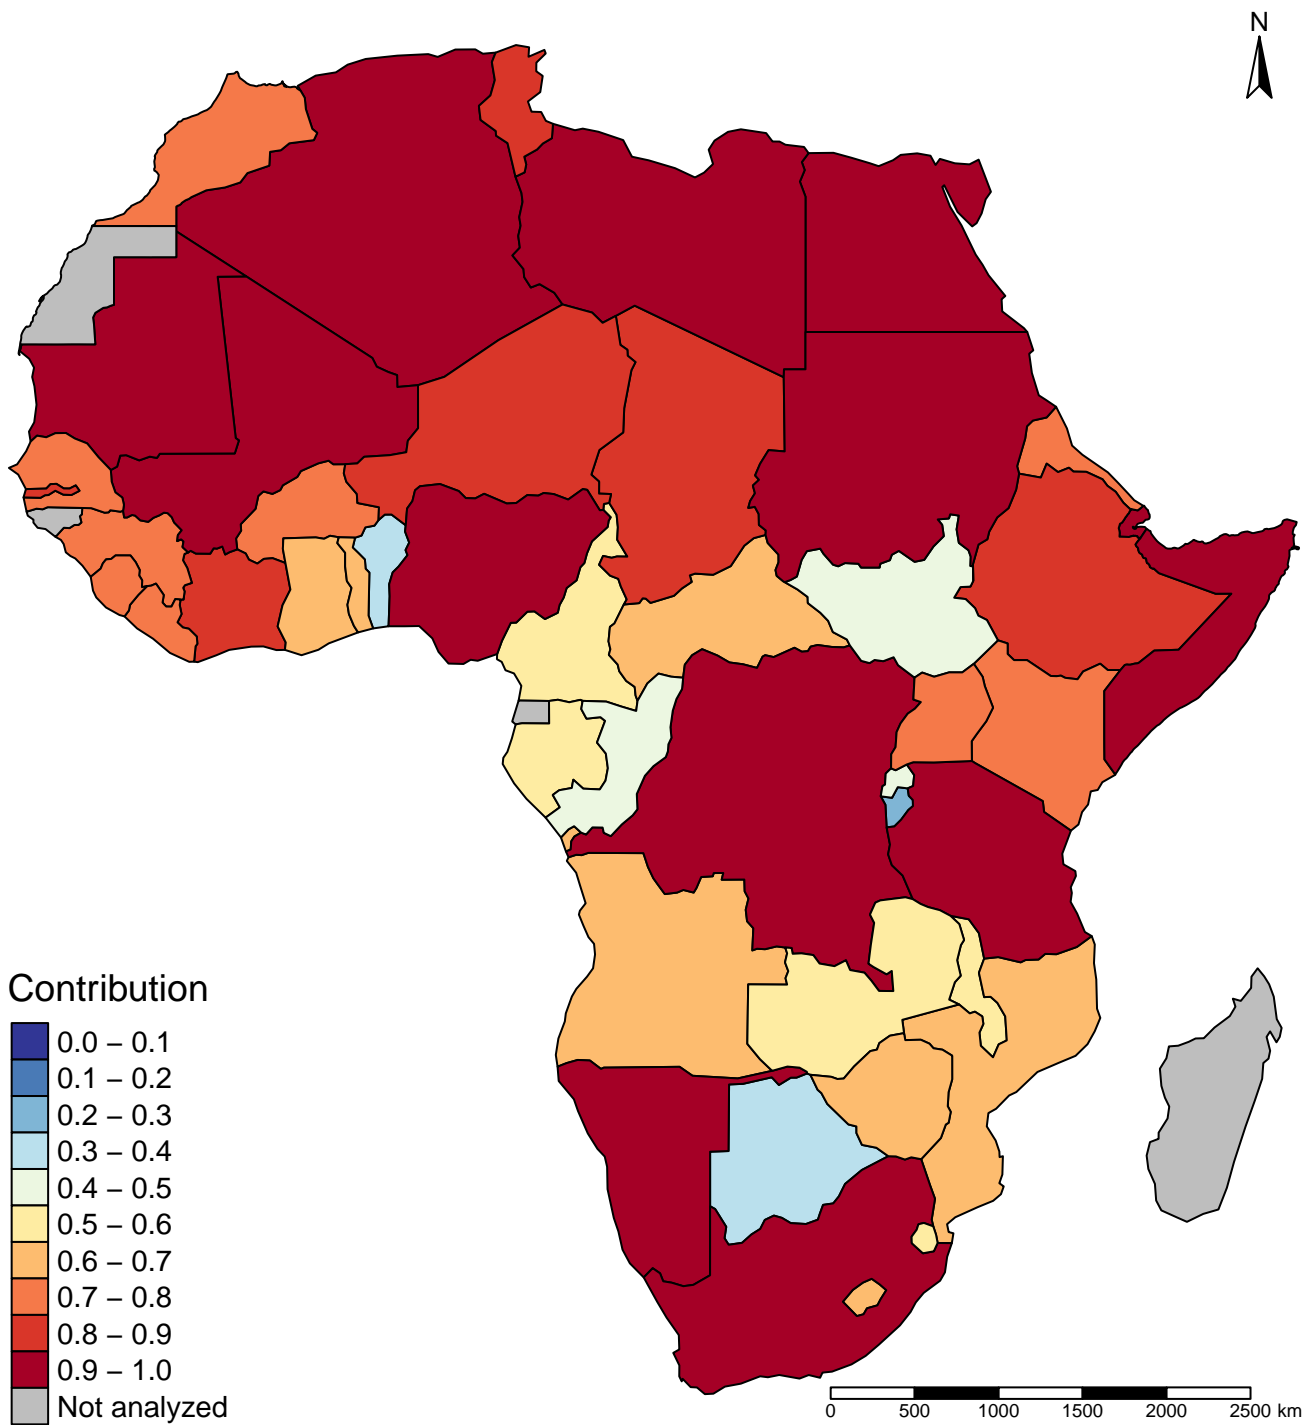 N
Contribution
0.0 – 0.1
0.1 – 0.2
0.2 – 0.3
0.3 – 0.4
0.4 – 0.5
0.5 – 0.6
0.6 – 0.7
0.7 – 0.8
0.8 – 0.9
0.9 – 1.0
Not analyzed
0 500 1000 1500 2000 2500 km